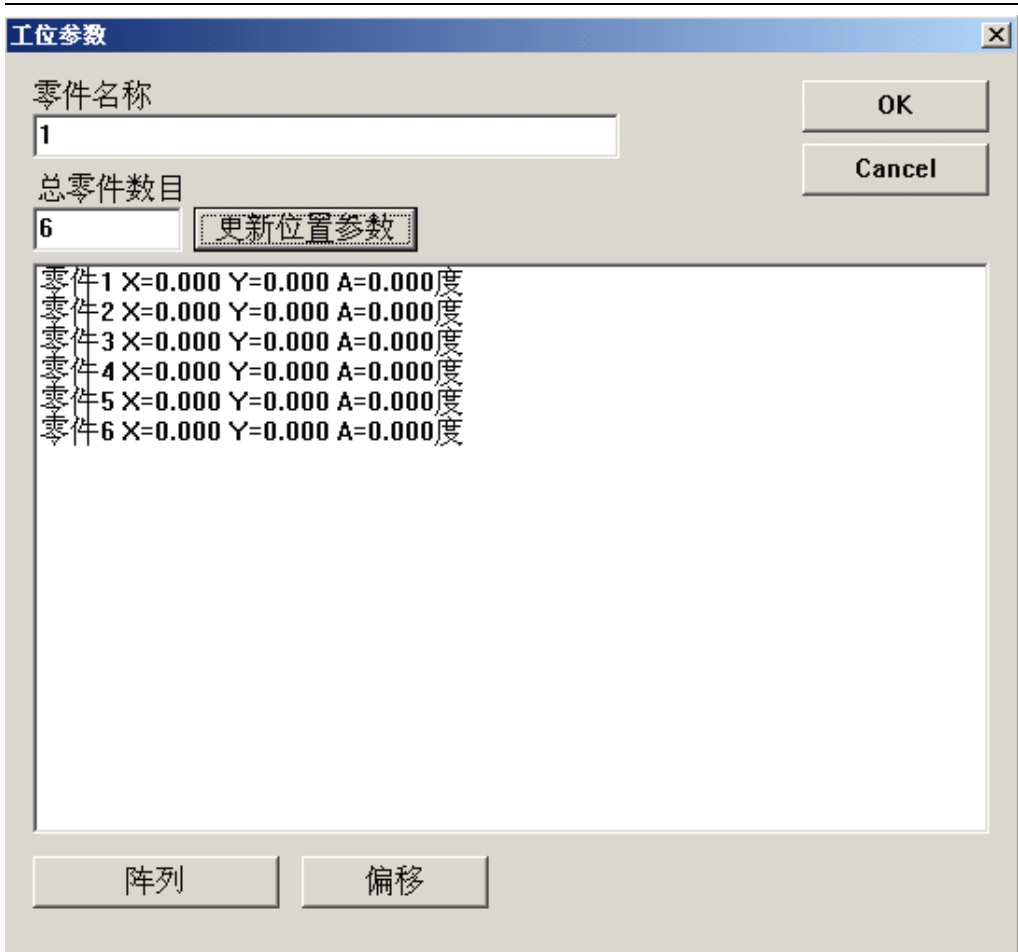 工位参数
零件名称
OK
1
Cancel
总零件数目
6
更新位置参数
零件1 X=0.000 Y=0.000 A=0.000度
零件2 X=0.000 Y=0.000 A=0.000度
零件3 X=0.000 Y=0.000 A=0.000度
零件4 X=0.000 Y=0.000 A=0.000度
零件5 X=0.000 Y=0.000 A=0.000度
零件6 X=0.000 Y=0.000 A=0.000度
阵列
偏移